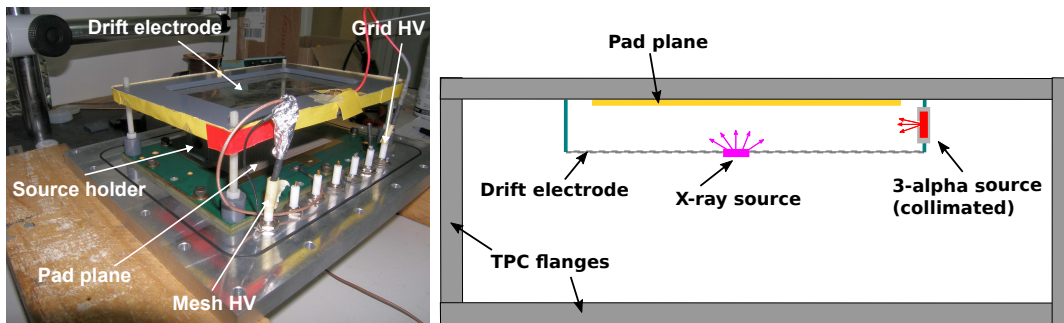 Drift electrode
Grid HV
Source holder
Pad plane
Mesh HV
Pad plane
Drift electrode
X-ray source
3-alpha source
(collimated)
TPC flanges